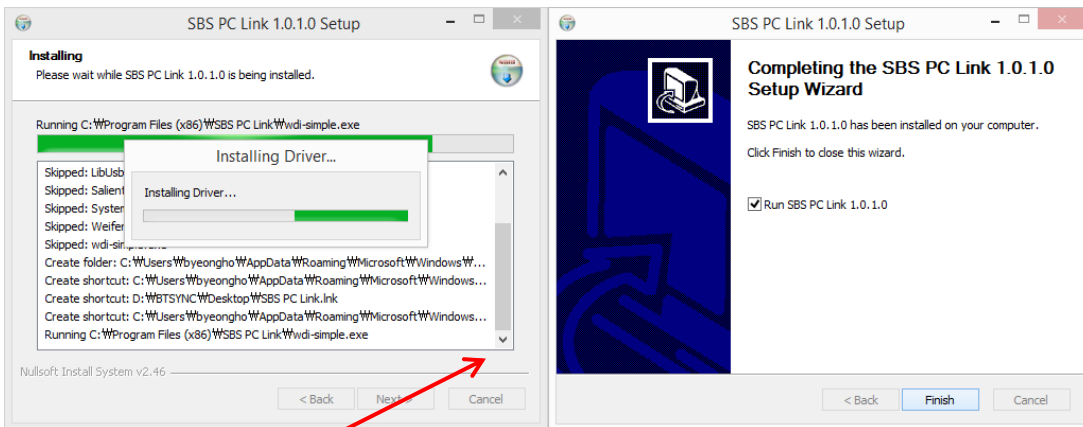 SBS PC Link 1.0.1.0 Setup
Installing
Please wait while SBS PC Link 1.0.1.0 is being installed.
Running C:₩Program Files (x86)₩SBS PC Link₩wdi-simple.exe
Installing Driver...
Installing Driver...
Skipped: LibUsb
Skipped: Salient
Skipped: System
Skipped: Weifen
Skipped: wdi-simple.exe
Create folder: C:₩Users₩byeongho₩AppData₩Roaming₩Microsoft₩Windows₩...
Create shortcut: C:₩Users₩byeongho₩AppData₩Roaming₩Microsoft₩Windows...
Create shortcut: D:₩BTSYNC₩Desktop₩SBS PC Link.lnk
Create shortcut: C:₩Users₩byeongho₩AppData₩Roaming₩Microsoft₩Windows...
Running C:₩Program Files (x86)₩SBS PC Link₩wdi-simple.exe
Nullsoft Install System v2.46
< Back
Next >
Cancel
SBS PC Link 1.0.1.0 Setup
Completing the SBS PC Link 1.0.1.0
Setup Wizard
SBS PC Link 1.0.1.0 has been installed on your computer.
Click Finish to close this wizard.
Run SBS PC Link 1.0.1.0
< Back
Finish
Cancel